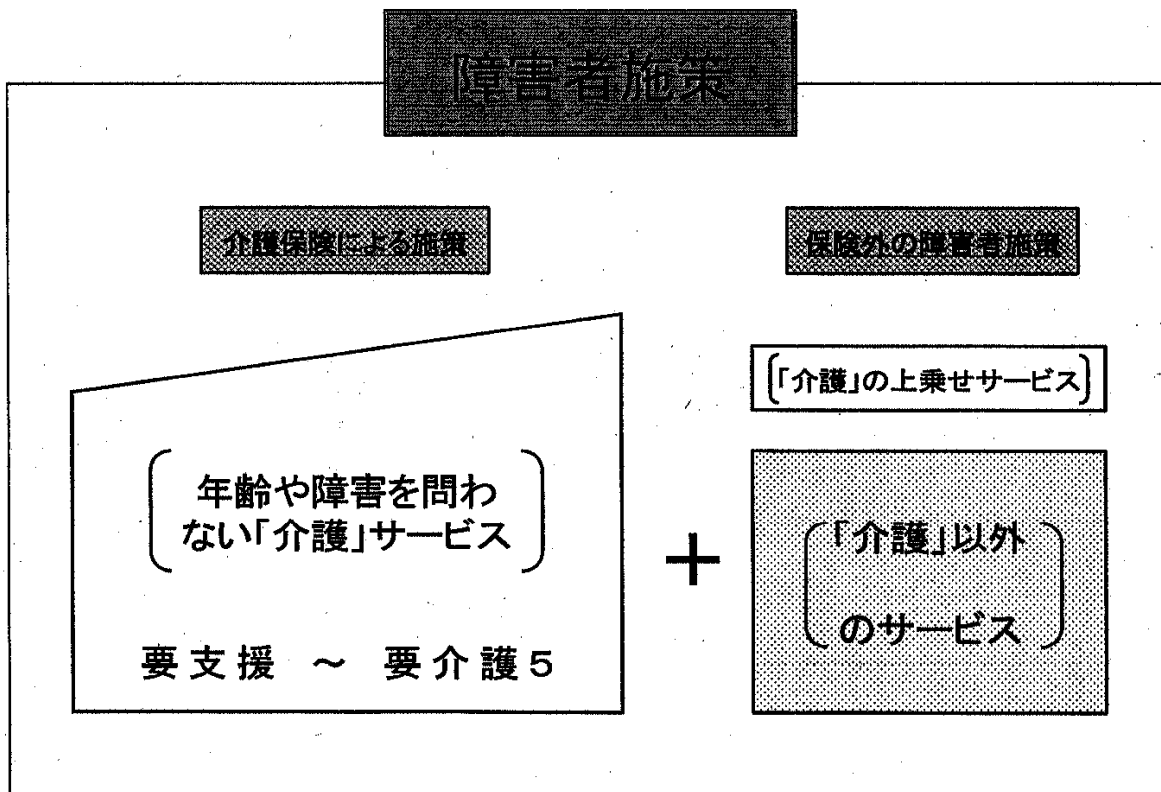 障害者施策
介護保険による施策
年齢や障害を問わ
ない「介護」サービス
要支援 ～ 要介護5
+
保険外の障害者施策
「介護」の上乗せサービス
「介護」以外
のサービス